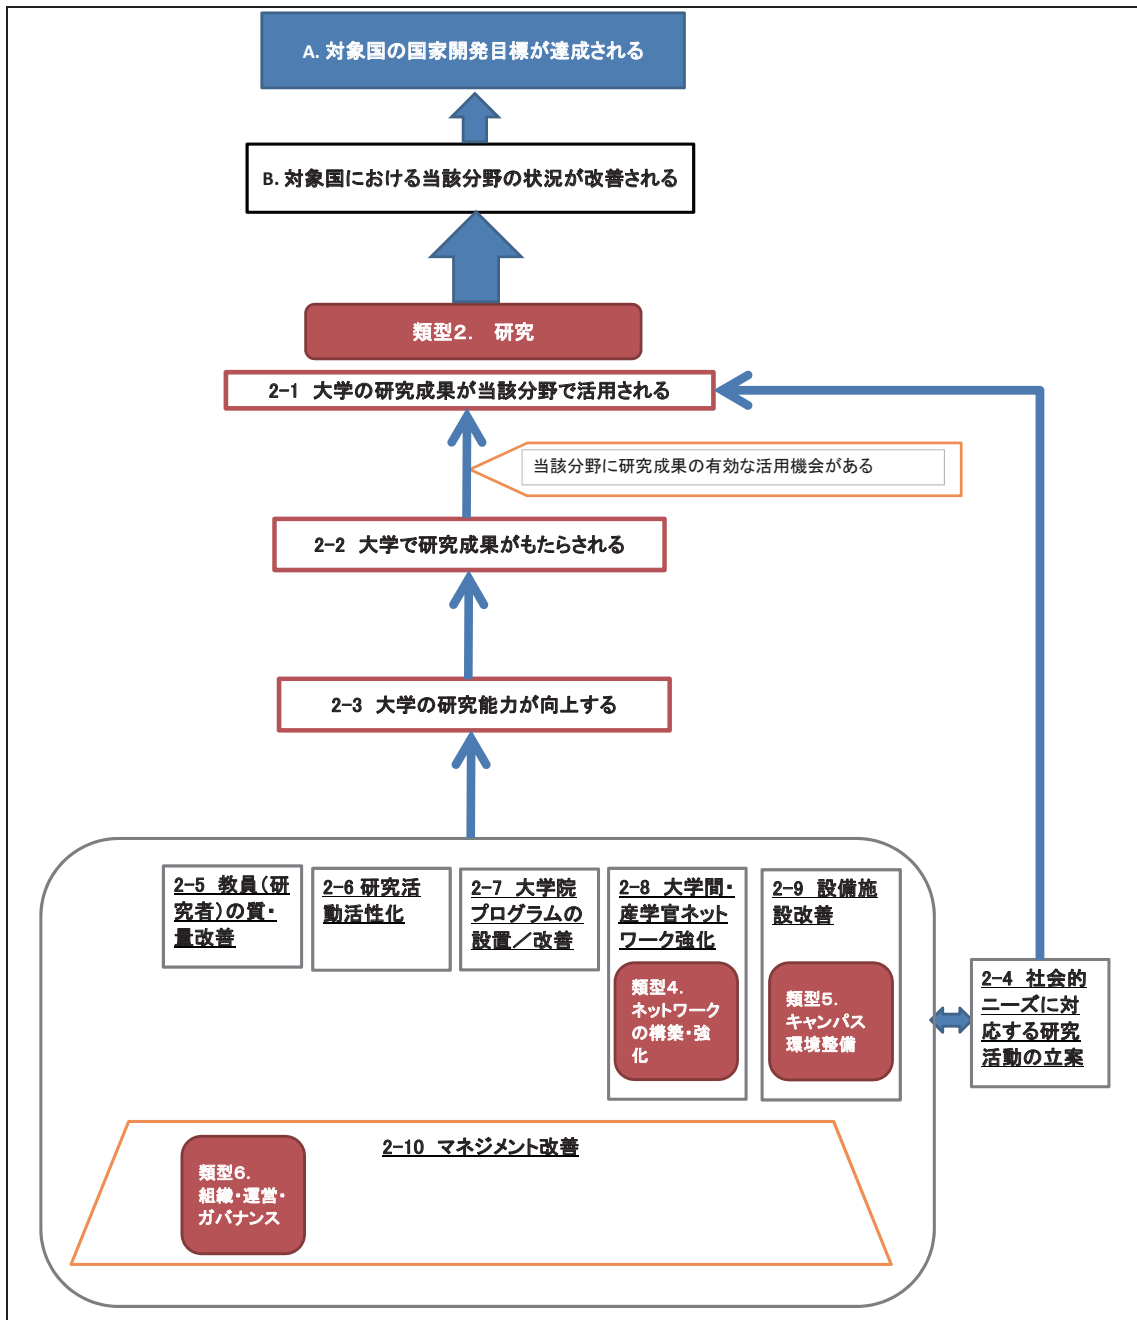 A. 対象国の国家開発目標が達成される
B. 対象国における当該分野の状況が改善される
類型２.　研究
2-1 大学の研究成果が当該分野で活用される
当該分野に研究成果の有効な活用機会がある
2-2 大学で研究成果がもたらされる
2-3 大学の研究能力が向上する
2-5 教員（研
究者）の質・
量改善
2-6 研究活
動活性化
2-7 大学院
プログラムの
設置／改善
2-8 大学間・
産学官ネット
ワーク強化
類型４.
ネットワーク
の構築・強
化
2-9 設備施
設改善
類型５.
キャンパス
環境整備
2-4 社会的
ニーズに対
応する研究
活動の立案
2-10 マネジメント改善
類型６.
組織・運営・
ガバナンス